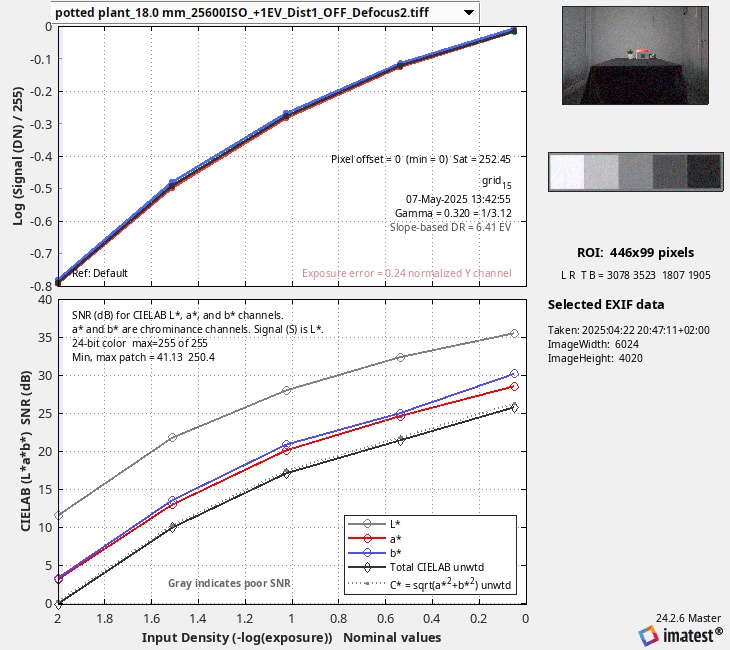 potted plant_18.0 mm_25600ISO_+1EV_Dist1_OFF_Defocus2.tiff
0
-0.1
-0.2
-0.3
-0.4
-0.5
-0.6
-0.7
-0.8
Log (Signal (DN) / 255)
Pixel offset = 0 (min = 0) Sat = 252.45
grid15
07-May-2025 13:42:55
Gamma = 0.320 = 1/3.12
Slope-based DR = 6.41 EV
Ref: Default
Exposure error = 0.24 normalized Y channel
ROI: 446x99 pixels
L R T B = 3078 3523 1807 1905
Selected EXIF data
Taken: 2025:04:22 20:47:11+02:00
ImageWidth: 6024
ImageHeight: 4020
40
35
30
25
20
15
10
5
0
CIELAB (L*a*b*) SNR (dB)
SNR (dB) for CIELAB L*, a*, and b* channels.
a* and b* are chrominance channels. Signal (S) is L*.
24-bit color max=255 of 255
Min, max patch = 41.13 250.4
L*
a*
b*
Total CIELAB unwtd
C* = sqrt(a*2+b*2) unwtd
Gray indicates poor SNR
2 1.8 1.6 1.4 1.2 1 0.8 0.6 0.4 0.2 0
Input Density (-log(exposure)) Nominal values
24.2.6 Master
imatest®